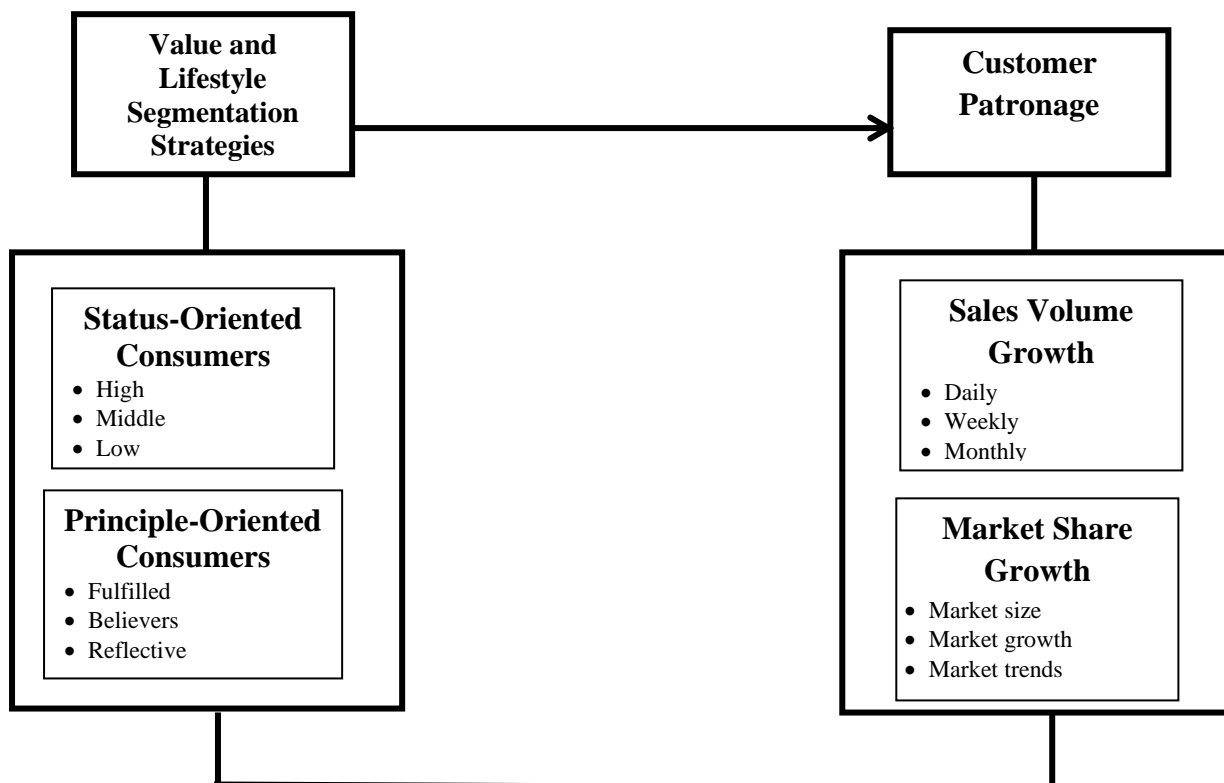 Value and
Lifestyle
Segmentation
Strategies
Customer
Patronage
Status-Oriented
Consumers
• High
• Middle
• Low
Principle-Oriented
Consumers
• Fulfilled
• Believers
• Reflective
Sales Volume
Growth
• Daily
• Weekly
• Monthly
Market Share
Growth
• Market size
• Market growth
• Market trends